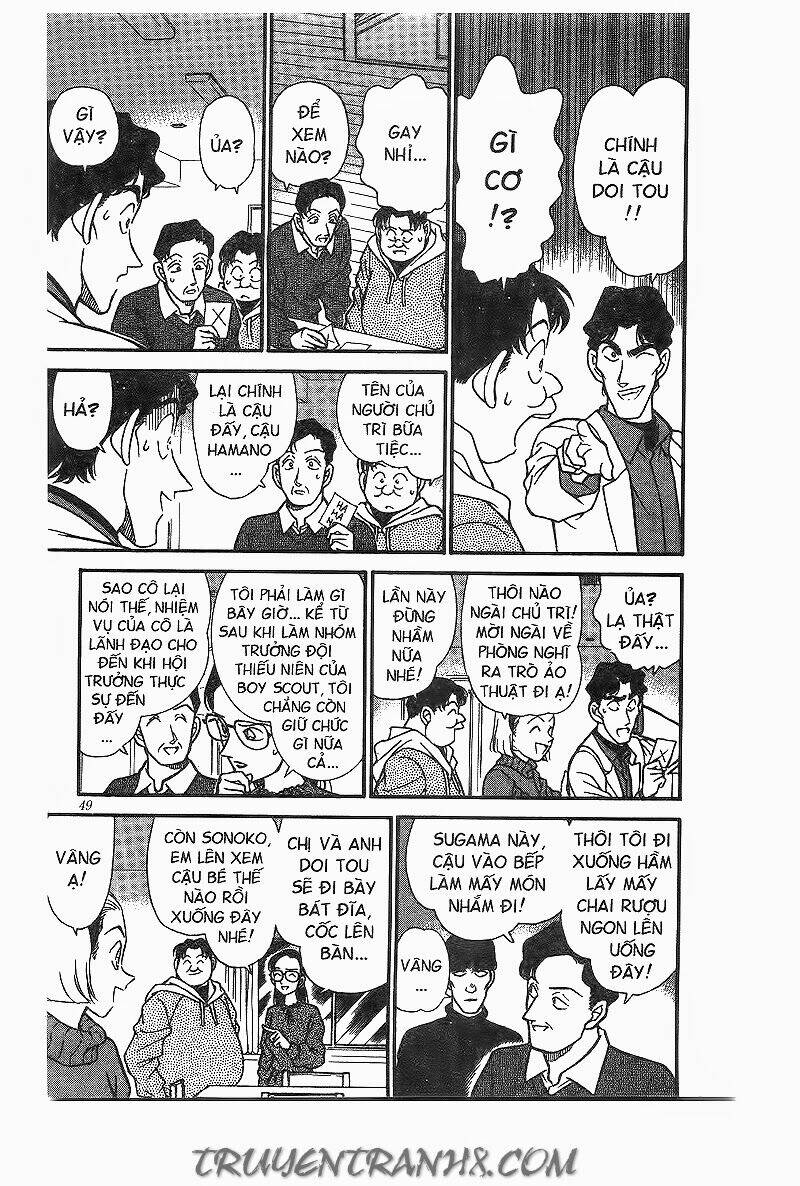 CHÍNH
LÀ CẬU
DOI TOU
!!
GÌ
CƠ
!?
GAY
NHỈ...
ĐỂ
XEM
NÀO?
ỦA?
GÌ
VẬY?
X
TÊN CỦA
NGƯỜI CHỦ
TRÌ BỮA
TIỆC...
LẠI CHÍNH
LÀ CẬU
ĐẤY, CẬU
HAMANO
...
HA
MA
NO
HẢ?
ỦA?
LẠ THẬT
ĐẤY...
THÔI NÀO
NGÀI CHỦ TRÌ!
MỜI NGÀI VỀ
PHÒNG NGHĨ
RA TRÒ ẢO
THUẬT ĐI Ạ!
LẦN NÀY
ĐỪNG
NHẦM
NỮA
NHÉ!
TÔI PHẢI LÀM GÌ
BÂY GIỜ... KỂ TỪ
SAU KHI LÀM NHÓM
TRƯỞNG ĐỘI
THIẾU NIÊN CỦA
BOY SCOUT, TÔI
CHẲNG CÒN
GIỮ CHỨC
GÌ NỮA
CẢ...
SAO CÔ LẠI
NÓI THẾ, NHIỆM
VỤ CỦA CÔ LÀ
LÃNH ĐẠO CHO
ĐẾN KHI HỘI
TRƯỞNG THỰC
SỰ ĐẾN
ĐẤY
...
49
THÔI TÔI ĐI
XUỐNG HẦM
LẤY MẤY
CHAI RƯỢU
NGON LÊN
UỐNG
ĐÂY!
SUGAMA NÀY,
CẬU VÀO BẾP
LÀM MẤY MÓN
NHẮM ĐI!
VÂNG
...
CHỊ VÀ ANH
DOI TOU
SẼ ĐI BÀY
BÁT ĐĨA,
CỐC LÊN
BÀN...
CÒN SONOKO,
EM LÊN XEM
CẬU BÉ THẾ
NÀO RỒI
XUỐNG ĐÂY
NHÉ!
VÂNG
Ạ!
TRUYENTRANH8.COM